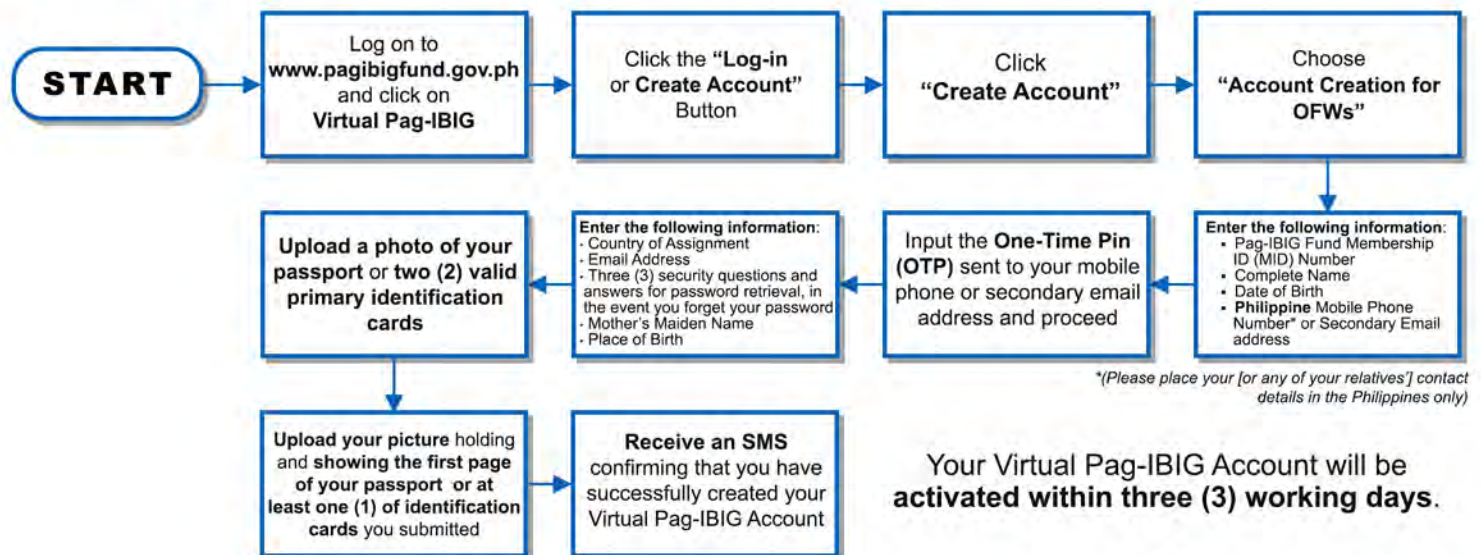 START
Log on to
www.pagibigfund.gov.ph
and click on
Virtual Pag-IBIG
Click the “Log-in
or Create Account”
Button
Click
“Create Account”
Choose
“Account Creation for
OFWs”
Enter the following information:
▪ Pag-IBIG Fund Membership
ID (MID) Number
▪ Complete Name
▪ Date of Birth
▪ Philippine Mobile Phone
Number* or Secondary Email
address
*(Please place your [or any of your relatives’] contact
details in the Philippines only)
Input the One-Time Pin
(OTP) sent to your mobile
phone or secondary email
address and proceed
Enter the following information:
· Country of Assignment
· Email Address
· Three (3) security questions and
answers for password retrieval, in
the event you forget your password
· Mother’s Maiden Name
· Place of Birth
Upload a photo of your
passport or two (2) valid
primary identification
cards
Upload your picture holding
and showing the first page
of your passport or at
least one (1) of identification
cards you submitted
Receive an SMS
confirming that you have
successfully created your
Virtual Pag-IBIG Account
Your Virtual Pag-IBIG Account will be
activated within three (3) working days.